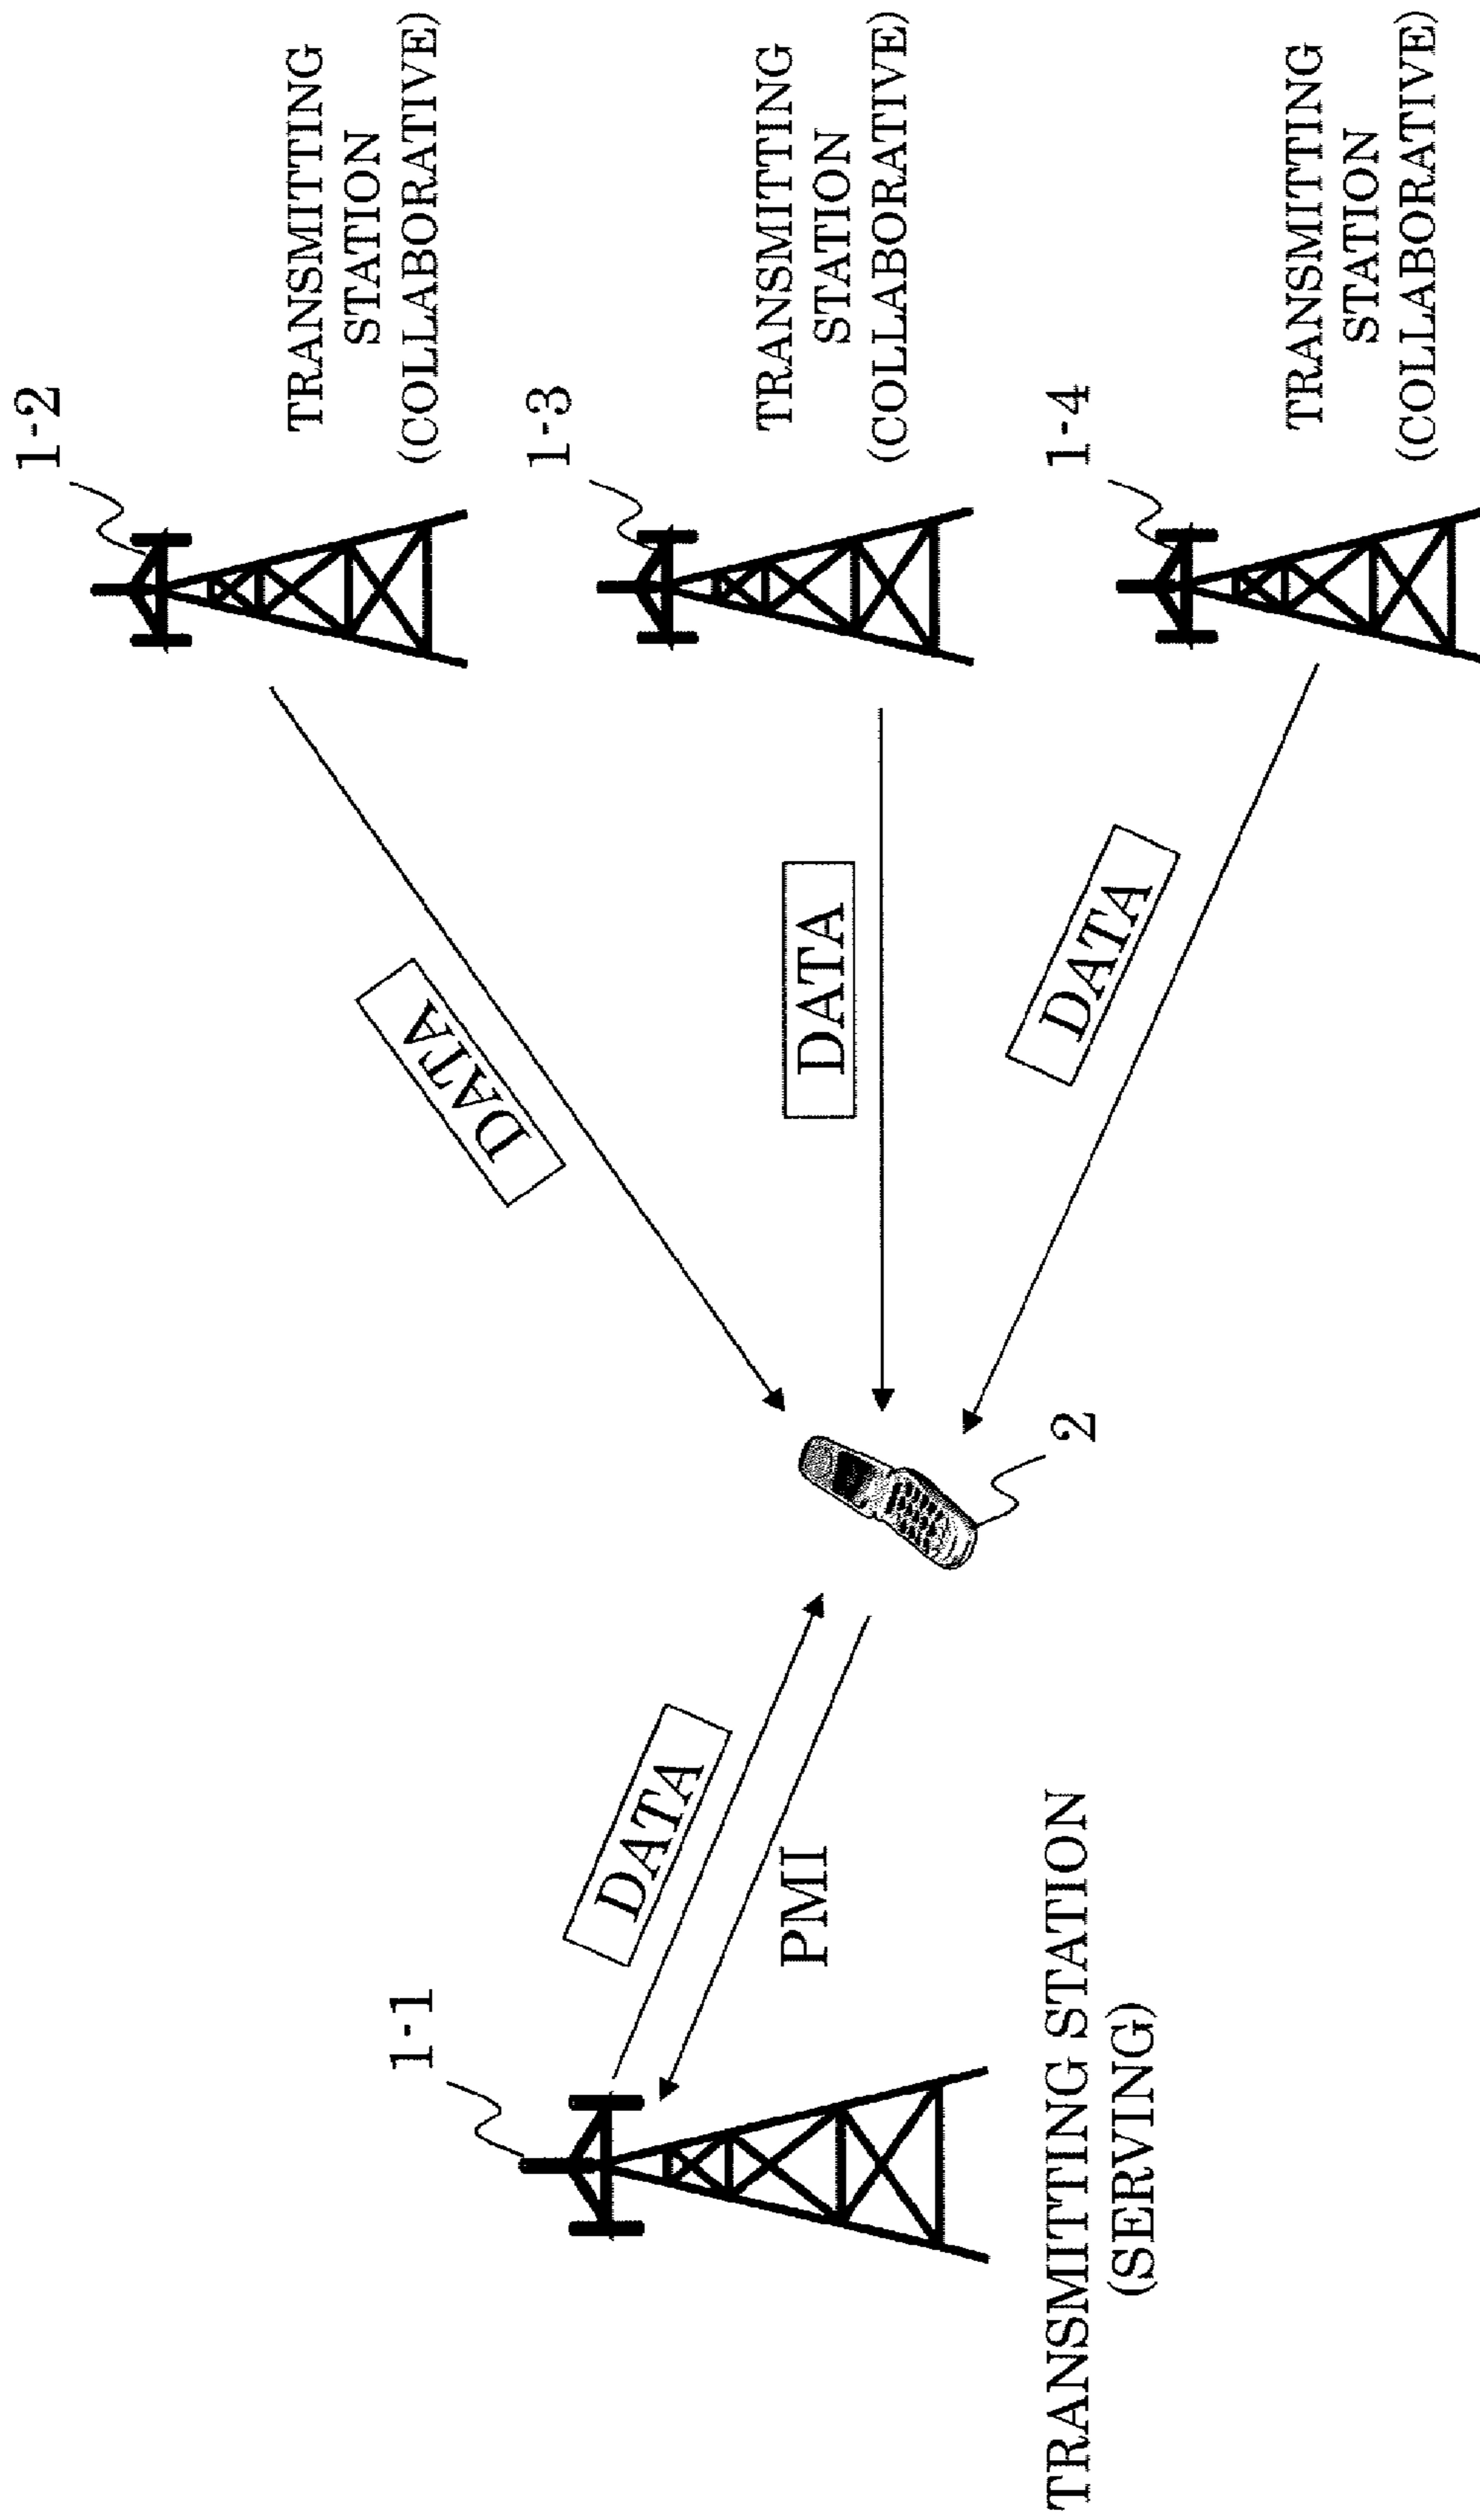 1-2
TRANSMITTING
STATION
(COLLABORATIVE)
DATA
1-1
DATA
PMI
TRANSMITTING STATION
(SERVING)
2
DATA
1-3
TRANSMITTING
STATION
(COLLABORATIVE)
DATA
1-4
TRANSMITTING
STATION
(COLLABORATIVE)